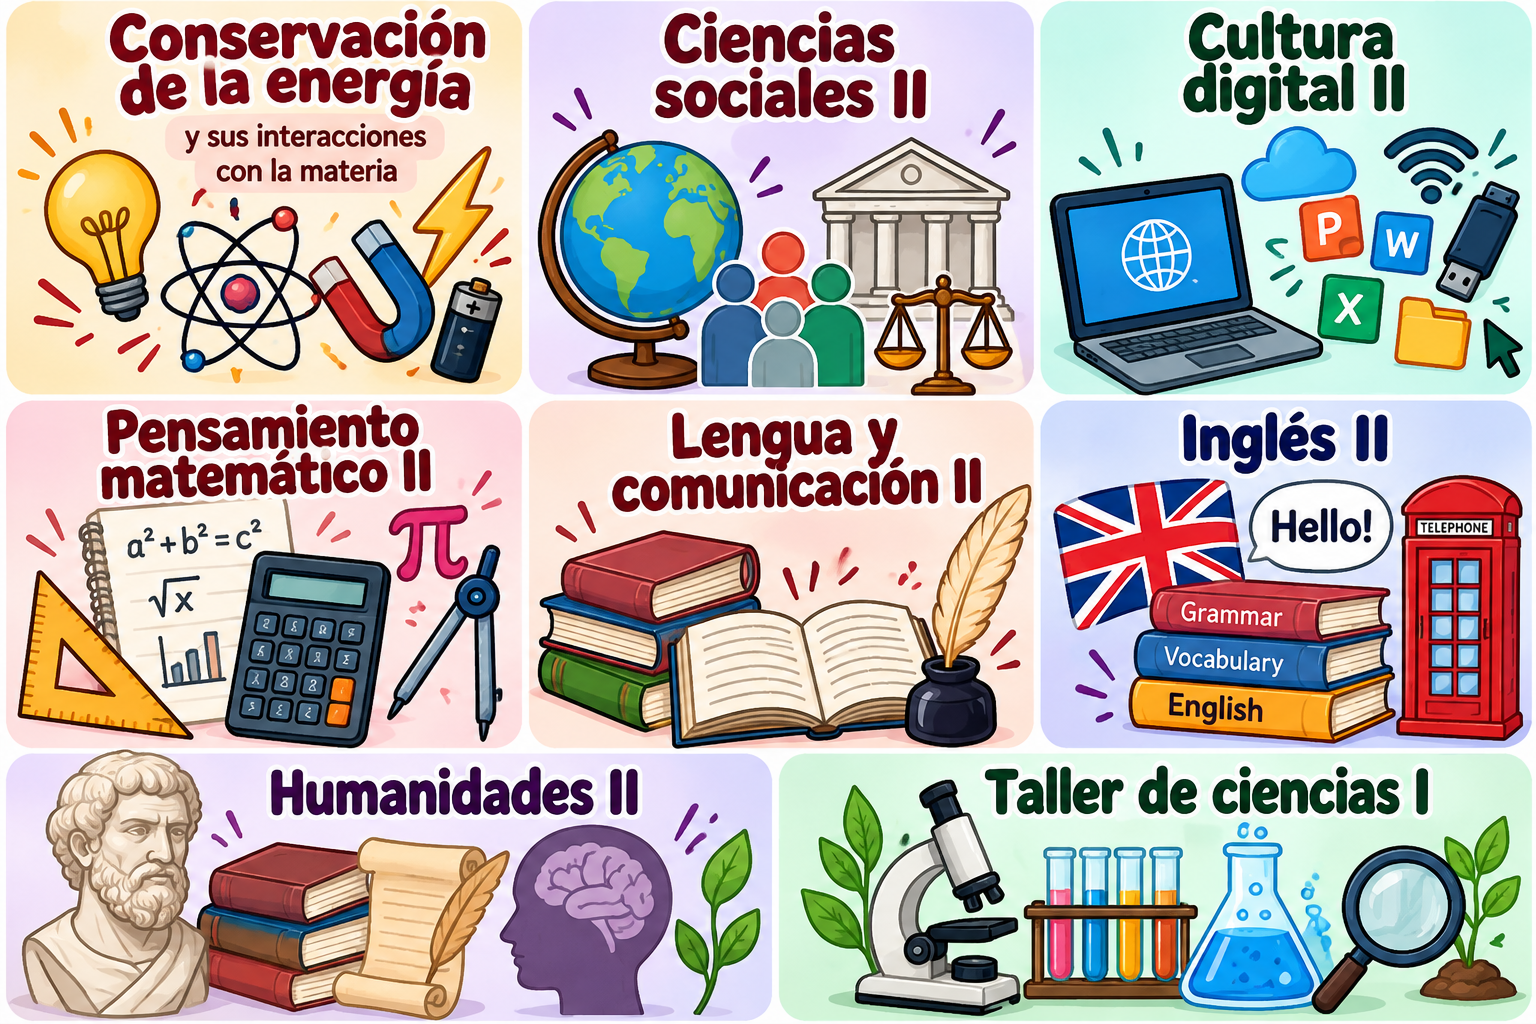 Conservación
de la energía
y sus interacciones
con la materia
Ciencias
sociales II
Cultura
digital II
P
W
X
Pensamiento
matemático II
a² + b² = c²
√x
π
Lengua y
comunicación II
Inglés II
Hello!
TELEPHONE
Grammar
Vocabulary
English
Humanidades II
Taller de ciencias I